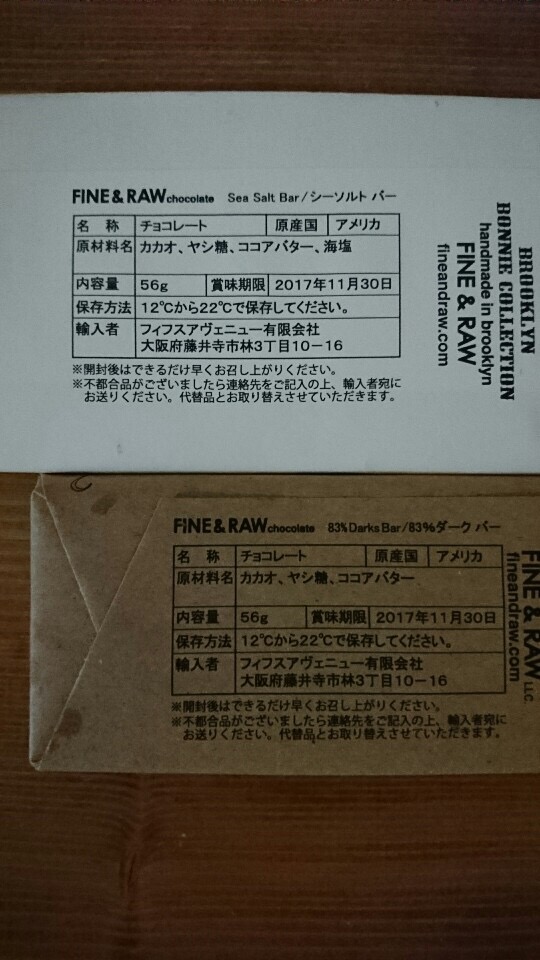 FINE & RAW chocolate Sea Salt Bar/シーソルト バー
名 称 チョコレート 原産国 アメリカ
原材料名 カカオ、ヤシ糖、ココアバター、海塩
内容量 56g 賞味期限 2017年11月30日
保存方法 12℃から22℃で保存してください。
輸入者 フィフスアヴェニュー有限会社
大阪府藤井寺市林3丁目10-16
※開封後はできるだけ早くお召し上がりください。
※不都合品がございましたら連絡先をご記入の上、輸入者宛に
お送りください。代替品とお取り替えさせていただきます。
BROOKLYN
BONNIE COLLECTION
handmade in brooklyn
FINE & RAW
fineandraw.com
FINE & RAW chocolate 83% Darks Bar/83%ダーク バー
名 称 チョコレート 原産国 アメリカ
原材料名 カカオ、ヤシ糖、ココアバター
内容量 56g 賞味期限 2017年11月30日
保存方法 12℃から22℃で保存してください。
輸入者 フィフスアヴェニュー有限会社
大阪府藤井寺市林3丁目10-16
※開封後はできるだけ早くお召し上がりください。
※不都合品がございましたら連絡先をご記入の上、輸入者宛に
お送りください。代替品とお取り替えさせていただきます。
FINE & RAW LLC.
fineandraw.com